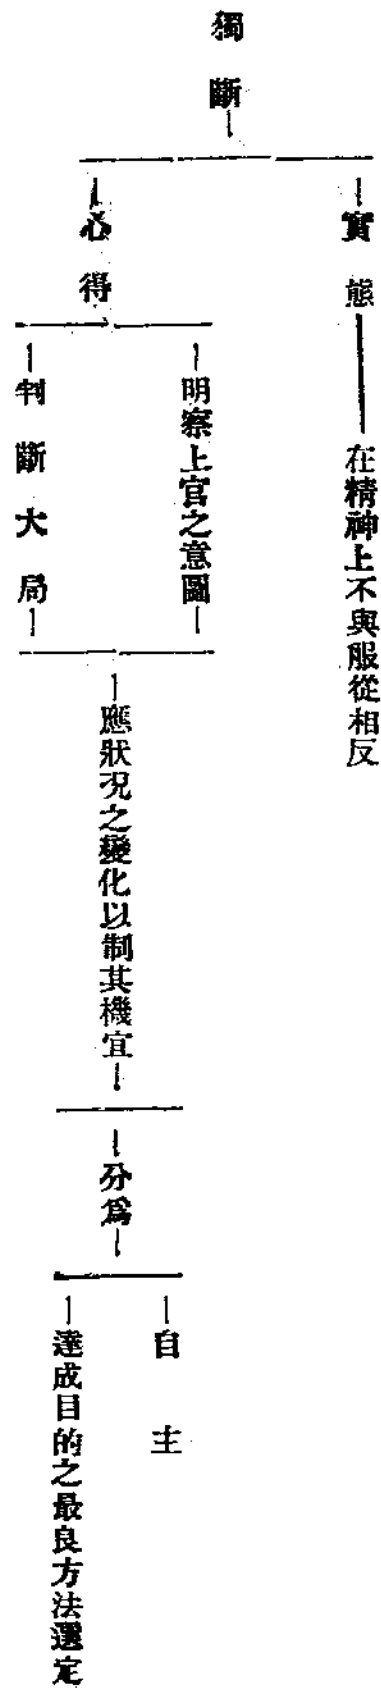 獨斷
實態
在精神上不與服從相反
心得
明察上官之意圖
判斷大局
應狀況之變化以制其機宜
分爲
自主
達成目的之最良方法選定